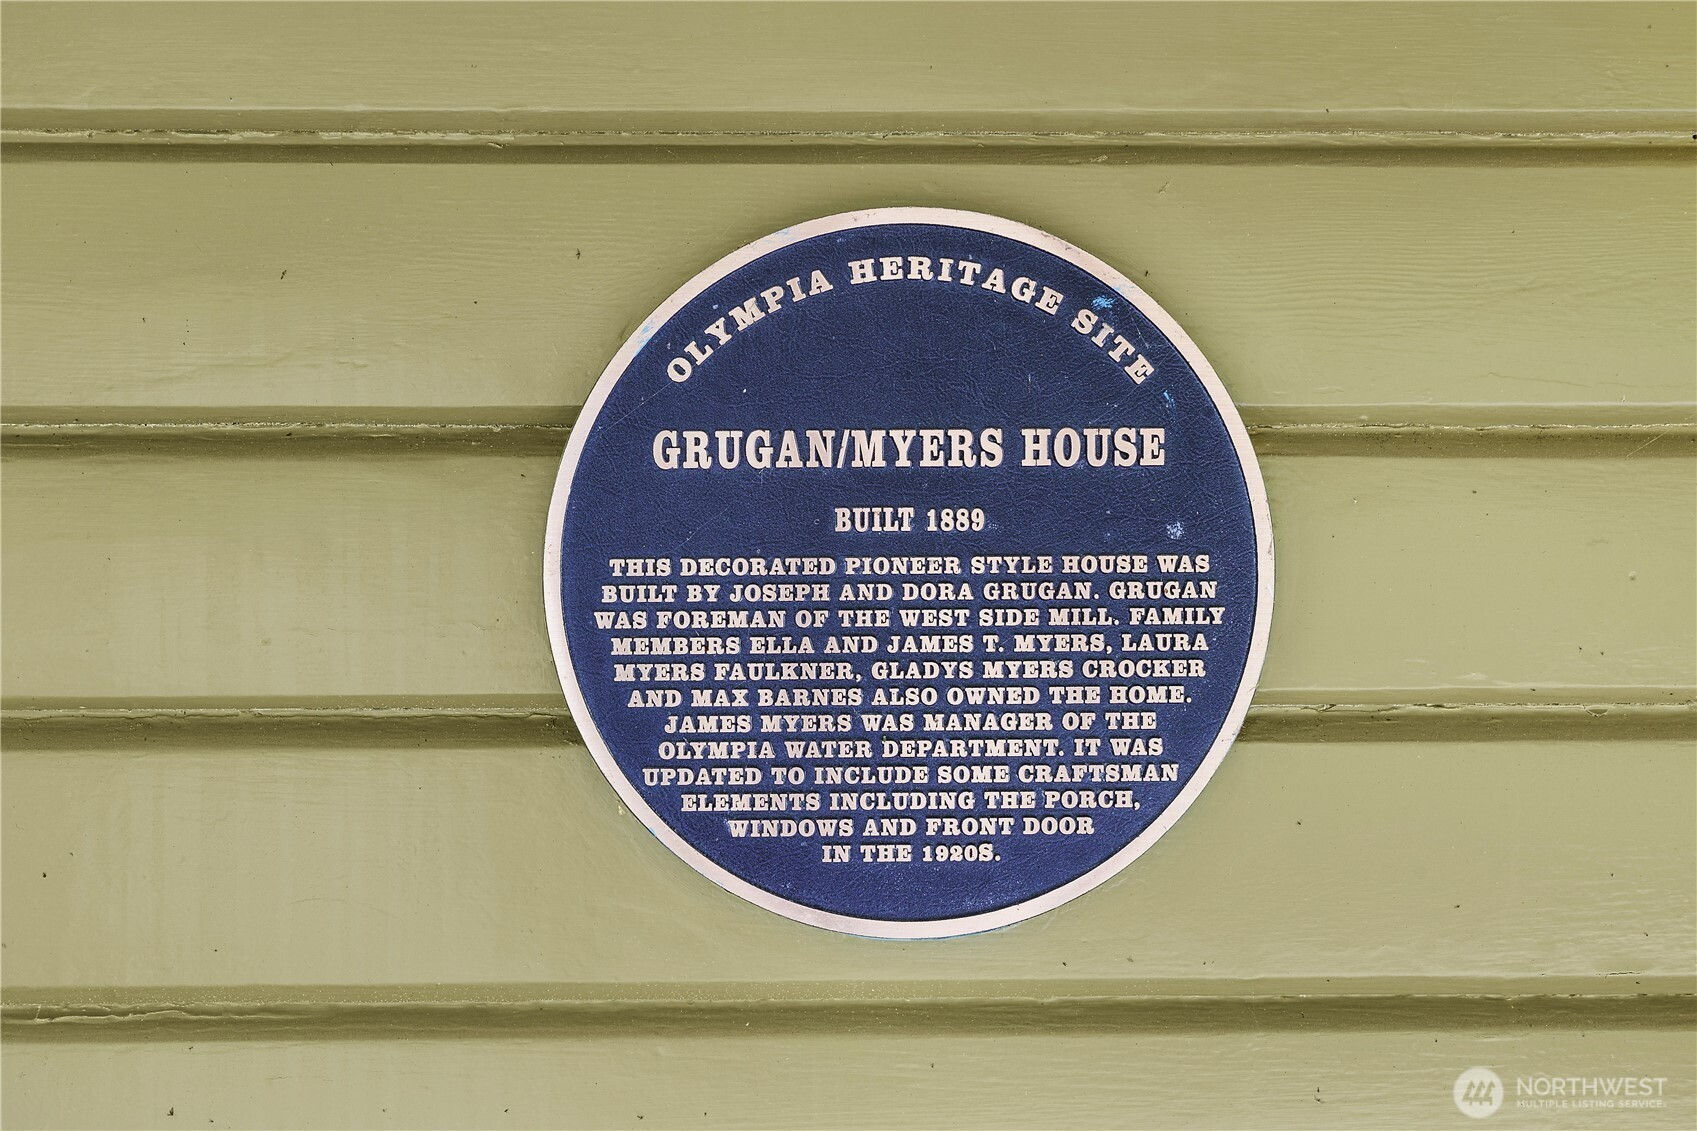 OLYMPIA HERITAGE SITE
GRUGAN/MYERS HOUSE
BUILT 1889
THIS DECORATED PIONEER STYLE HOUSE WAS
BUILT BY JOSEPH AND DORA GRUGAN. GRUGAN
WAS FOREMAN OF THE WEST SIDE MILL. FAMILY
MEMBERS ELLA AND JAMES T. MYERS, LAURA
MYERS FAULKNER, GLADYS MYERS CROCKER
AND MAX BARNES ALSO OWNED THE HOME.
JAMES MYERS WAS MANAGER OF THE
OLYMPIA WATER DEPARTMENT. IT WAS
UPDATED TO INCLUDE SOME CRAFTSMAN
ELEMENTS INCLUDING THE PORCH,
WINDOWS AND FRONT DOOR
IN THE 1920S.
NORTHWEST
MULTIPLE LISTING SERVICE